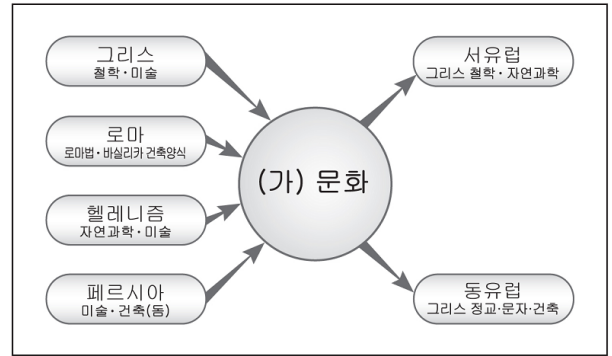 그리스
철학·미술
로마
로마법·바실리카 건축양식
헬레니즘
자연과학·미술
페르시아
미술·건축(돔)
(가) 문화
서유럽
그리스 철학·자연과학
동유럽
그리스 정교·문자·건축